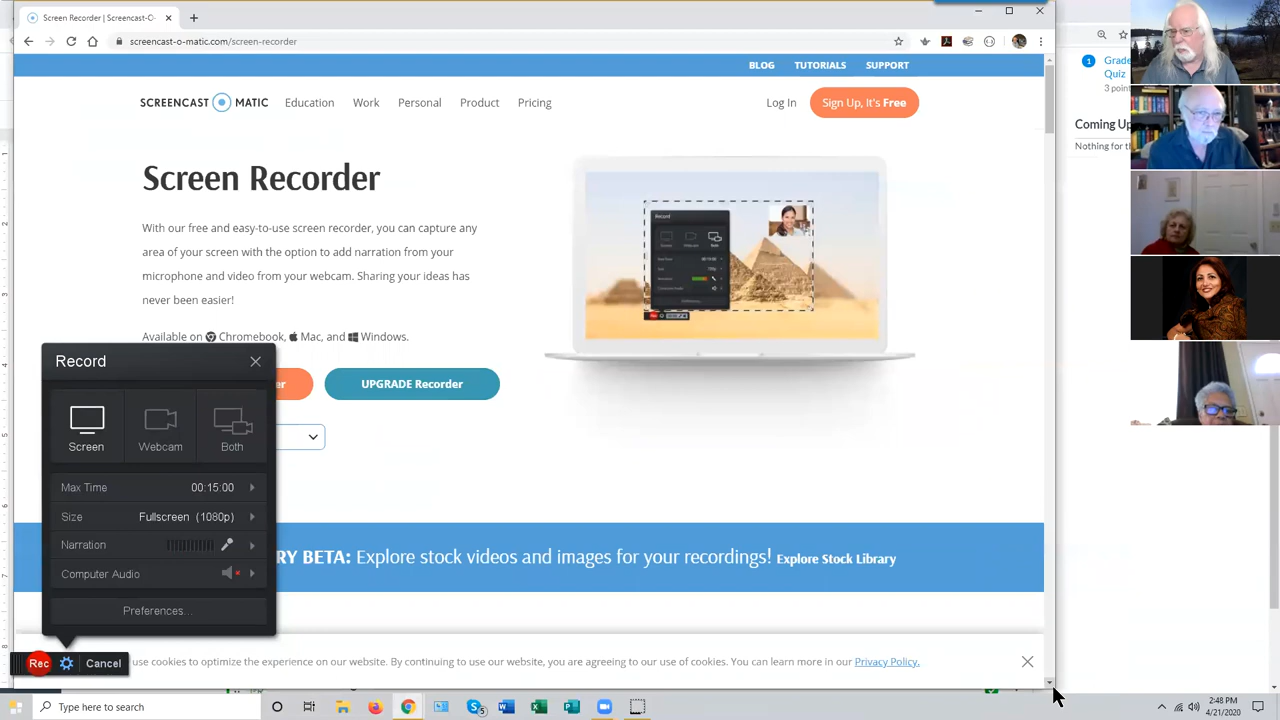 Screen Recorder | Screencast-O-
screencast-o-matic.com/screen-recorder
BLOG TUTORIALS SUPPORT
SCREENCAST MATIC Education Work Personal Product Pricing Log In Sign Up, It's Free
Screen Recorder
With our free and easy-to-use screen recorder, you can capture any
area of your screen with the option to add narration from your
microphone and video from your webcam. Sharing your ideas has
never been easier!
Available on Chromebook, Mac, and Windows.
er UPGRADE Recorder
Record
Screen Webcam Both
Max Time 00:15:00
Size Fullscreen (1080p)
Narration
Computer Audio
Preferences...
Rec Cancel
RY BETA: Explore stock videos and images for your recordings! Explore Stock Library
use cookies to optimize the experience on our website. By continuing to use our website, you are agreeing to our use of cookies. You can learn more in our Privacy Policy.
Record
1 Grade
Quiz
3 point
Coming Up
Nothing for th
Type here to search
5
2:48 PM
4/21/2020